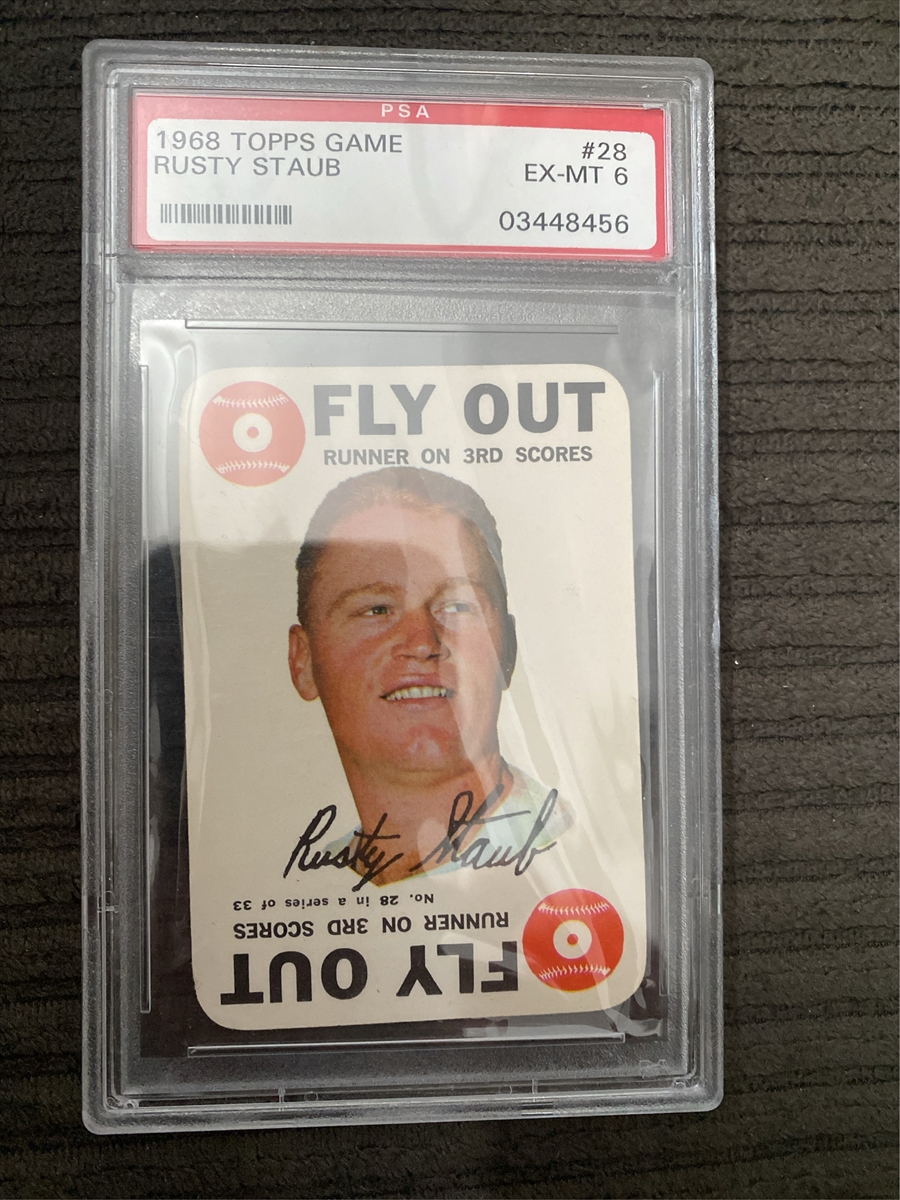 PSA
1968 TOPPS GAME #28
RUSTY STAUB EX-MT 6
03448456
FLY OUT
RUNNER ON 3RD SCORES
Rusty Staub
No. 28 in a series of 33
RUNNER ON 3RD SCORES
FLY OUT